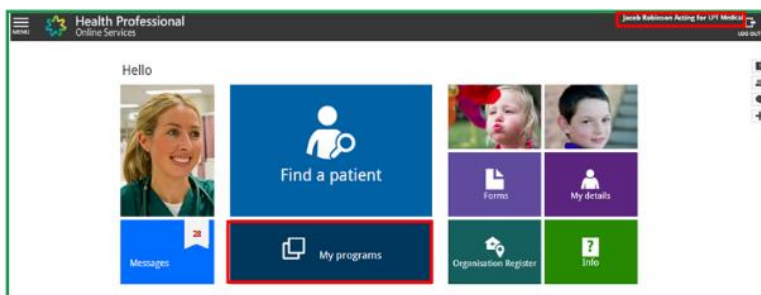 Health Professional
Online Services
Jacob Robinson Acting for LPT Medical
MENU
LOG OUT
Hello
Find a patient
Forms
My details
28
Messages
My programs
Organisation Register
?
Info